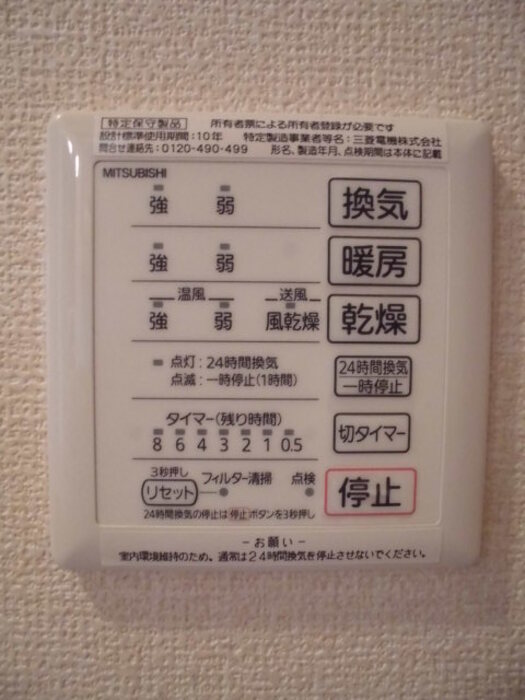 特定保守製品 所有者票による所有者登録が必要です
設計標準使用期間:10年 特定製造事業者等名:三菱電機株式会社
問合せ連絡先:0120-490-499 形名、製造年月、点検期間は本体に記載
MITSUBISHI
強 弱 換気
強 弱 暖房
温風 送風
強 弱 風乾燥 乾燥
点灯:24時間換気
点滅:一時停止(1時間)
24時間換気
一時停止
タイマー(残り時間)
8 6 4 3 2 1 0.5
切タイマー
3秒押し
リセット フィルター清掃 点検
停止
24時間換気の停止は 停止 ボタンを3秒押し
-お願い-
室内環境維持のため、通常は24時間換気を停止させないでください。